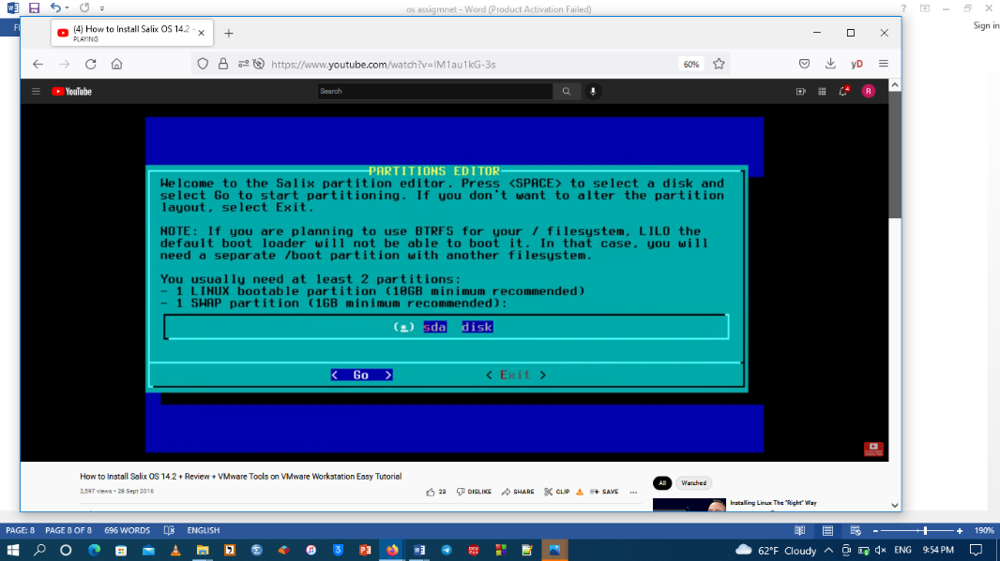 os assigmnet - Word (Product Activation Failed)
Sign in
(4) How to Install Salix OS 14.2 -
PLAYING
https://www.youtube.com/watch?v=IM1au1kG-3s
60%
yD
YouTube
Search
4
R
PARTITIONS EDITOR
Welcome to the Salix partition editor. Press <SPACE> to select a disk and
select Go to start partitioning. If you don't want to alter the partition
layout, select Exit.
NOTE: If you are planning to use BTRFS for your / filesystem, LILO the
default boot loader will not be able to boot it. In that case, you will
need a separate /boot partition with another filesystem.
You usually need at least 2 partitions:
- 1 LINUX bootable partition (10GB minimum recommended)
- 1 SWAP partition (1GB minimum recommended):
(*) sda disk
< Go > < Exit >
How to Install Salix OS 14.2 + Review + VMware Tools on VMware Workstation Easy Tutorial
2,597 views • 28 Sept 2016
23 DISLIKE SHARE CLIP SAVE ...
All Watched
Installing Linux The "Right" Way
PAGE: 8 PAGE 8 OF 8 696 WORDS ENGLISH
190%
62°F Cloudy ENG 9:54 PM